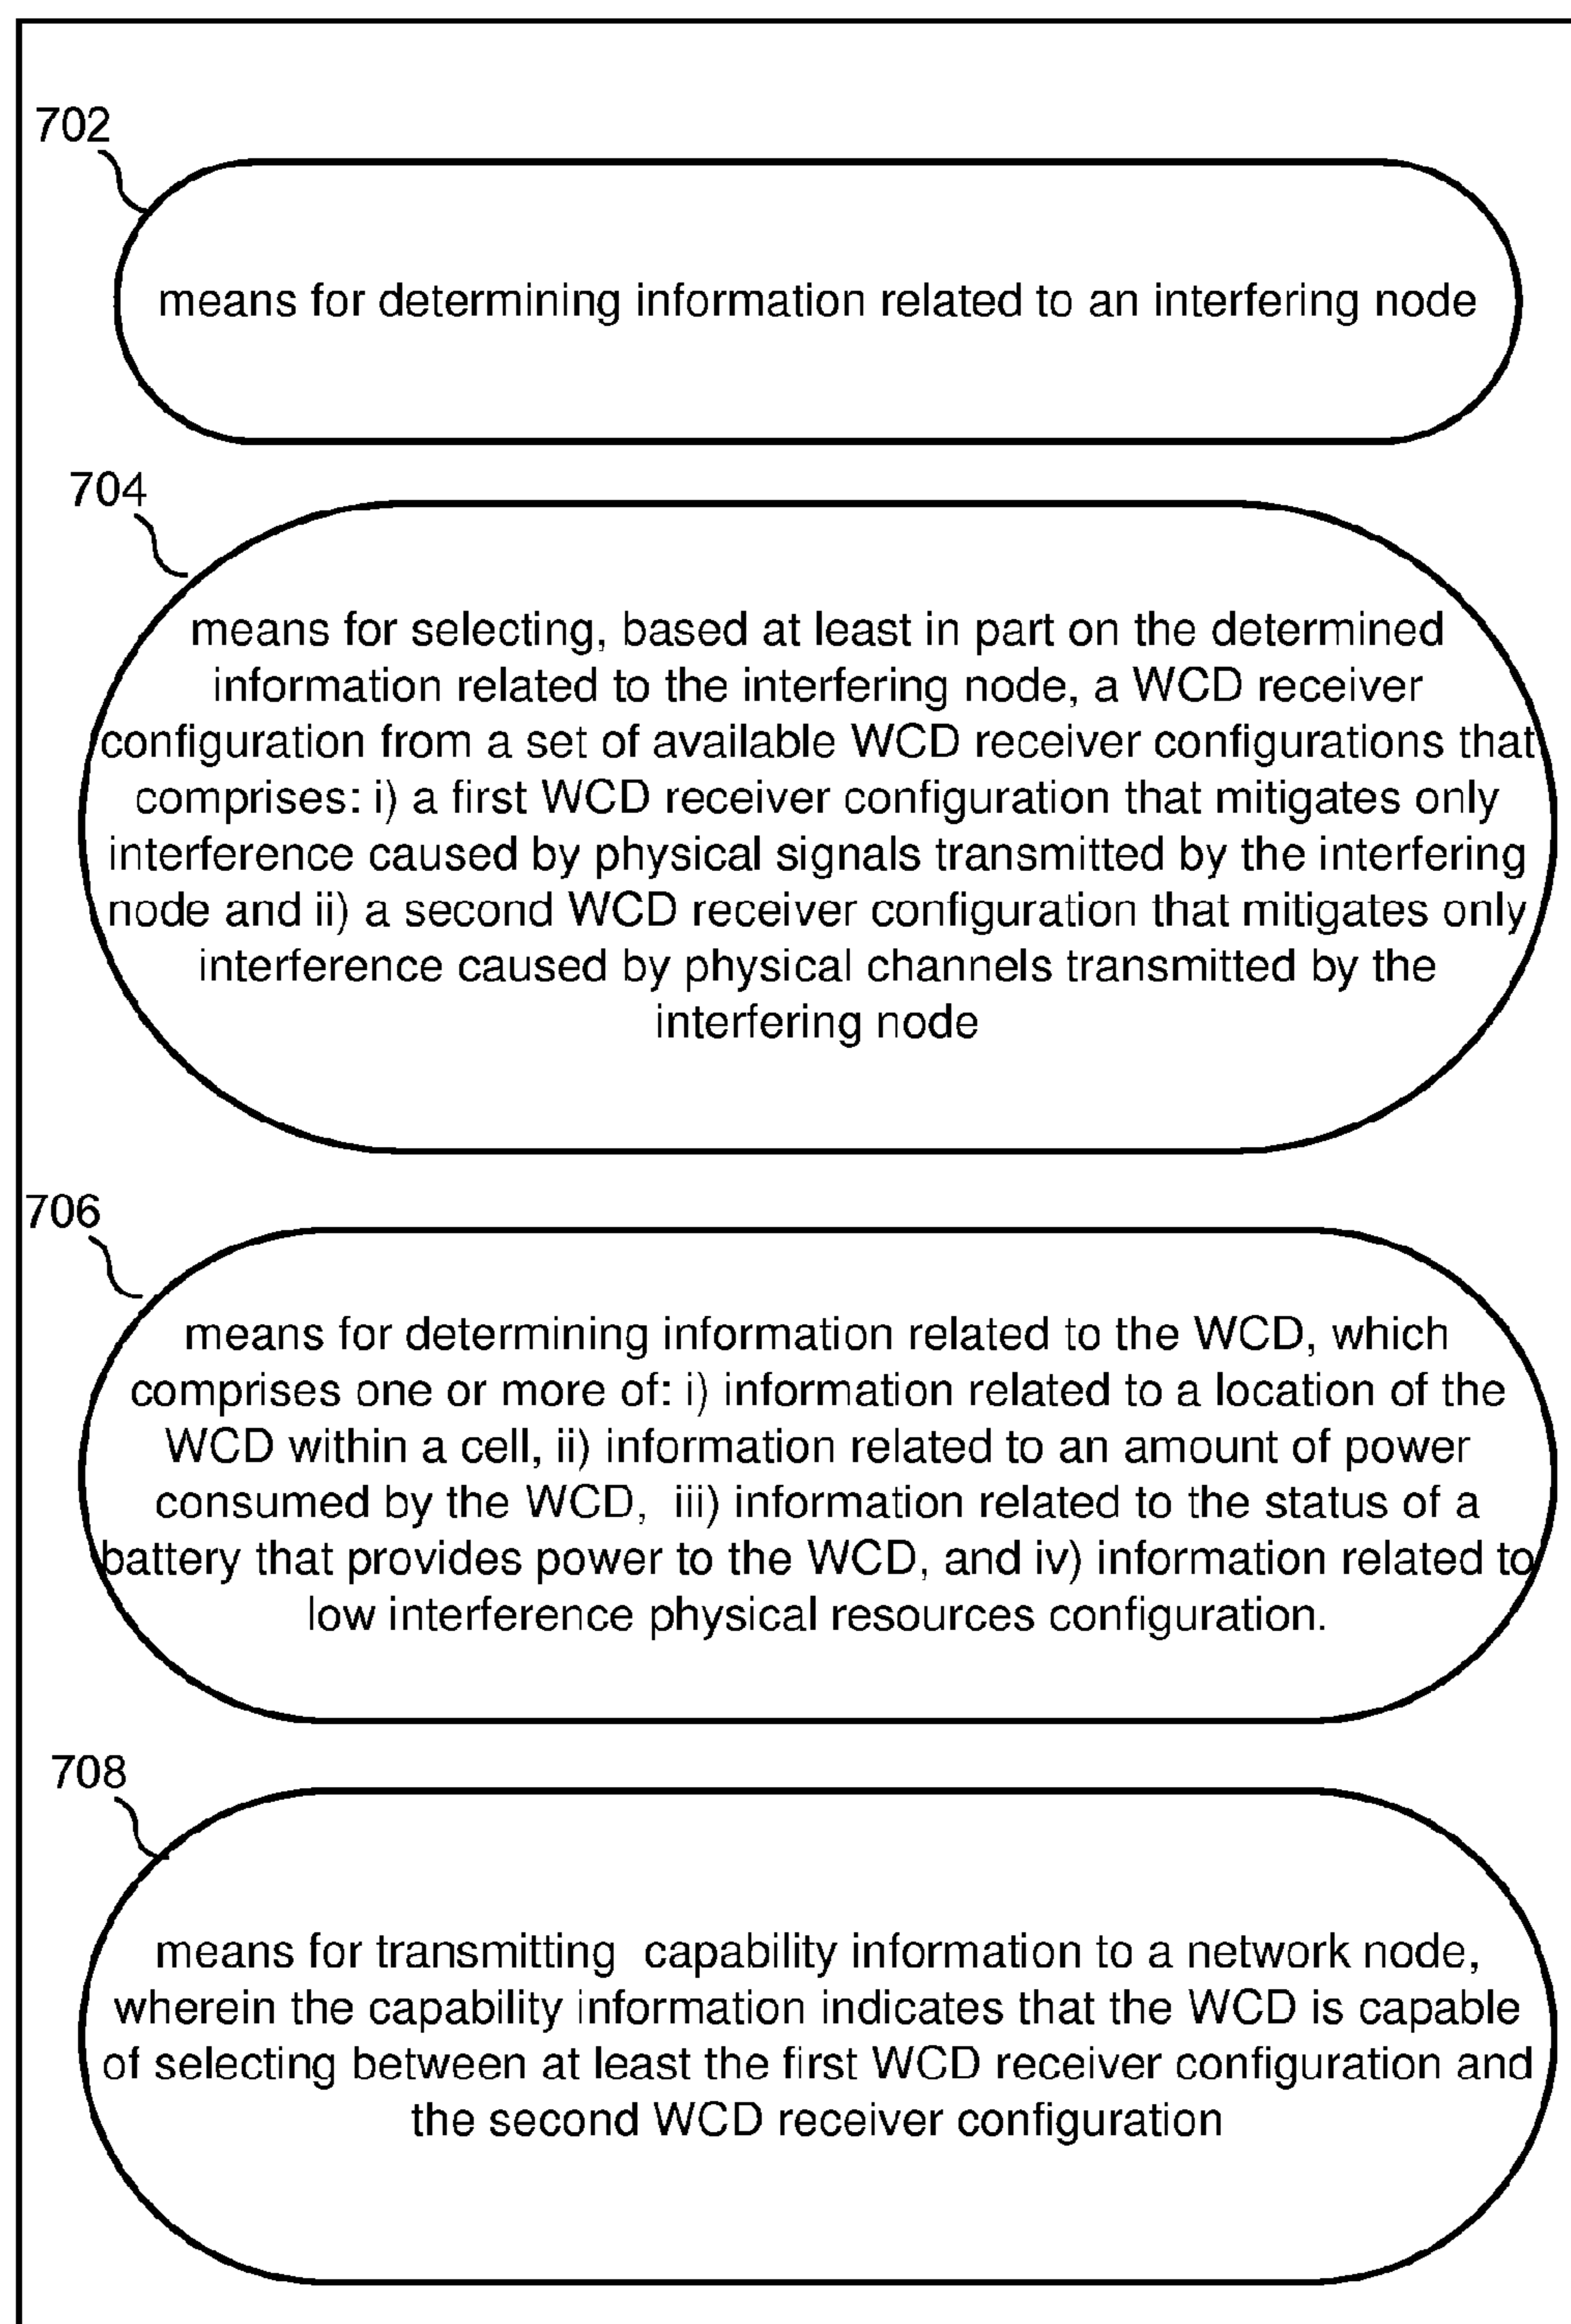 702
means for determining information related to an interfering node
704
means for selecting, based at least in part on the determined
information related to the interfering node, a WCD receiver
configuration from a set of available WCD receiver configurations that
comprises: i) a first WCD receiver configuration that mitigates only
interference caused by physical signals transmitted by the interfering
node and ii) a second WCD receiver configuration that mitigates only
interference caused by physical channels transmitted by the
interfering node
706
means for determining information related to the WCD, which
comprises one or more of: i) information related to a location of the
WCD within a cell, ii) information related to an amount of power
consumed by the WCD,  iii) information related to the status of a
battery that provides power to the WCD, and iv) information related to
low interference physical resources configuration.
708
means for transmitting  capability information to a network node,
wherein the capability information indicates that the WCD is capable
of selecting between at least the first WCD receiver configuration and
the second WCD receiver configuration